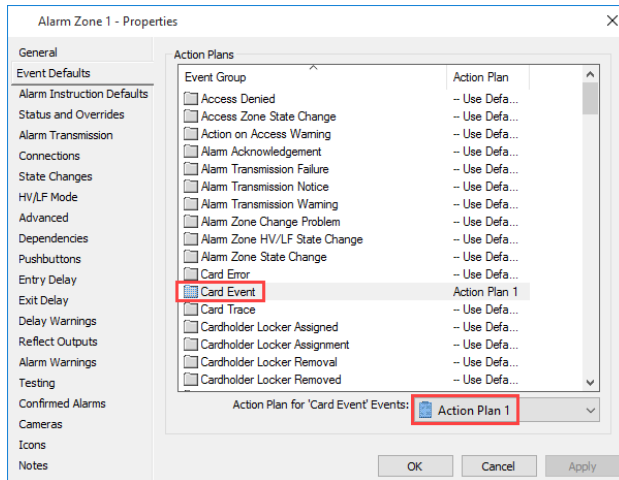 Alarm Zone 1 - Properties
General
Event Defaults
Alarm Instruction Defaults
Status and Overrides
Alarm Transmission
Connections
State Changes
HV/LF Mode
Advanced
Dependencies
Pushbuttons
Entry Delay
Exit Delay
Delay Warnings
Reflect Outputs
Alarm Warnings
Testing
Confirmed Alarms
Cameras
Icons
Notes
Action Plans
Event Group Action Plan
Access Denied -- Use Defa...
Access Zone State Change -- Use Defa...
Action on Access Warning -- Use Defa...
Alarm Acknowledgement -- Use Defa...
Alarm Transmission Failure -- Use Defa...
Alarm Transmission Notice -- Use Defa...
Alarm Transmission Warning -- Use Defa...
Alarm Zone Change Problem -- Use Defa...
Alarm Zone HV/LF State Change -- Use Defa...
Alarm Zone State Change -- Use Defa...
Card Error -- Use Defa...
Card Event Action Plan 1
Card Trace -- Use Defa...
Cardholder Locker Assigned -- Use Defa...
Cardholder Locker Assignment -- Use Defa...
Cardholder Locker Removal -- Use Defa...
Cardholder Locker Removed -- Use Defa...
Action Plan for 'Card Event' Events: Action Plan 1
OK Cancel Apply